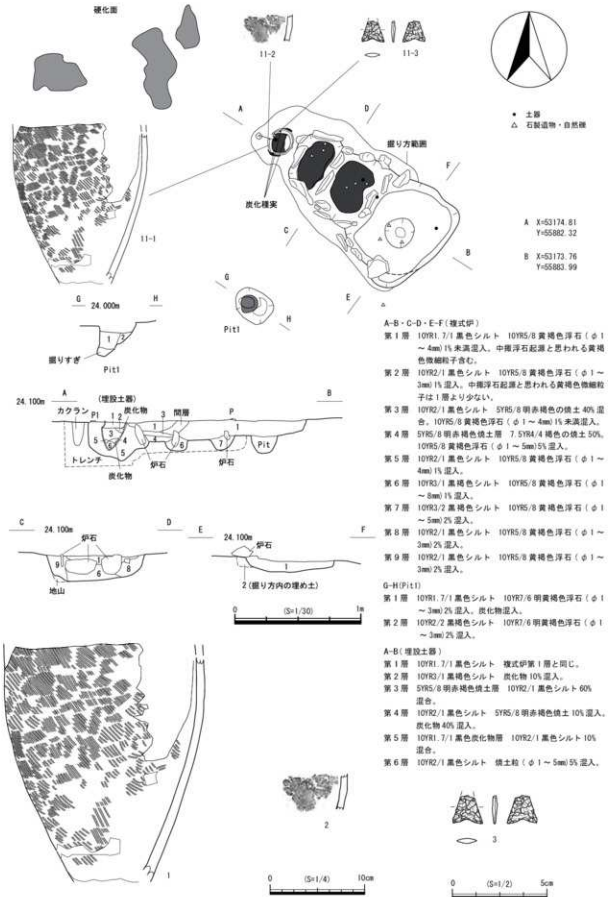 硬化面
11-2
11-3
● 土器
△ 石製遺物・自然礫
A
D
掘り方範囲
F
炭化種実
C
B
E
11-1
A X=53174.81
Y=55882.32
B X=53173.76
Y=55883.99
G
H
Pit1
G 24.000m H
1
2
掘りすぎ
Pit1
24.100m
A
B
(埋設土器)
カクラン
P1
1
2
炭化物
3
間層
P
1
トレンチ
炭化物
炉石
炉石
Pit
C 24.100m D
炉石
地山
E 24.100m F
炉石
1
2(掘り方内の埋め土)
0 (S=1/30) 1m
A-B・C-D・E-F(複式炉)
第1層 10YR1.7/1黒色シルト 10YR5/8黄褐色浮石(φ1
～4mm)1%未満混入。中掫浮石起源と思われる黄褐
色微細粒子含む。
第2層 10YR2/1黒色シルト 10YR5/8黄褐色浮石(φ1～
3mm)1%混入。中掫浮石起源と思われる黄褐色微細粒
子は1層より少ない。
第3層 10YR2/1黒色シルト 5YR5/8明赤褐色の焼土40%混
合。10YR5/8黄褐色浮石(φ1～4mm)1%未満混入。
第4層 5YR5/8明赤褐色焼土層 7.5YR4/4褐色の焼土50%、
10YR5/8黄褐色浮石(φ1～5mm)5%混入。
第5層 10YR2/1黒色シルト 10YR5/8黄褐色浮石(φ1～
4mm)1%混入。
第6層 10YR3/1黒褐色シルト 10YR5/8黄褐色浮石(φ1
～8mm)1%混入。
第7層 10YR3/2黒褐色シルト 10YR5/8黄褐色浮石(φ1
～5mm)2%混入。
第8層 10YR2/1黒色シルト 10YR5/8黄褐色浮石(φ1～
3mm)2%混入。
第9層 10YR2/1黒色シルト 10YR5/8黄褐色浮石(φ1～
3mm)2%混入。
G-H(Pit1)
第1層 10YR1.7/1黒色シルト 10YR7/6明黄褐色浮石(φ1
～3mm)2%混入。炭化物混入。
第2層 10YR2/2黒褐色シルト 10YR7/6明黄褐色浮石(φ1
～3mm)2%混入。
A-B(埋設土器)
第1層 10YR1.7/1黒色シルト 複式炉第1層と同じ。
第2層 10YR3/1黒褐色シルト 炭化物10%混入。
第3層 5YR5/8明赤褐色焼土層 10YR2/1黒色シルト60%
混合。
第4層 10YR2/1黒色シルト 5YR5/8明赤褐色焼土10%混入。
炭化物40%混入。
第5層 10YR1.7/1黒色炭化物層 10YR2/1黒色シルト10%
混合。
第6層 10YR2/1黒色シルト 焼土粒(φ1～5mm)5%混入。
1
2
3
0 (S=1/4) 10cm
0 (S=1/2) 5cm